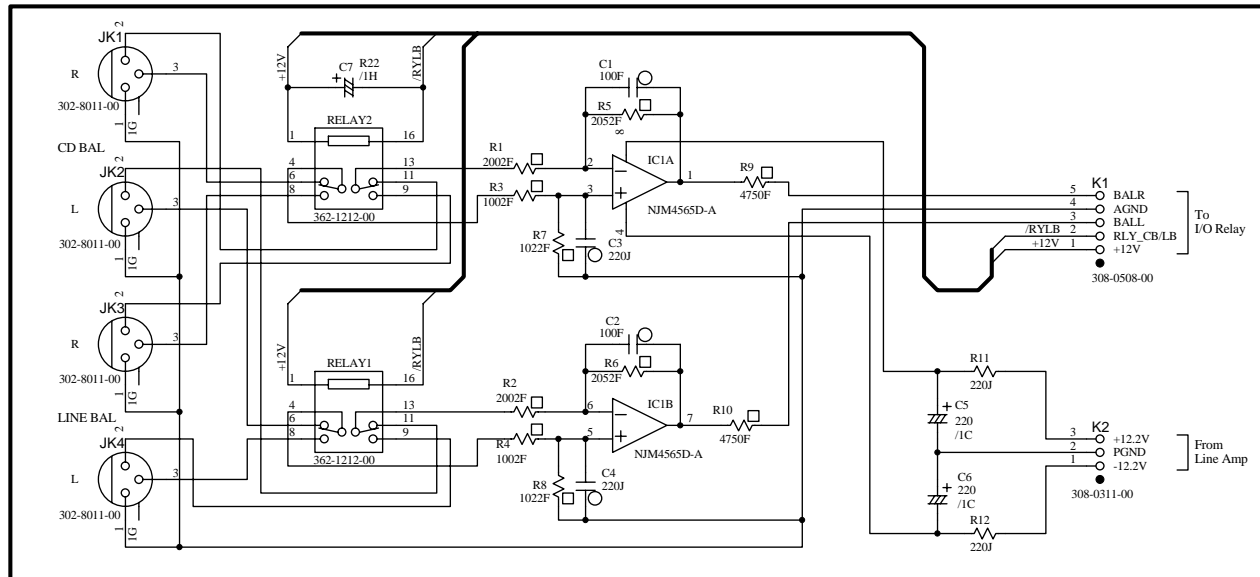 JK1
2
R
3
302-8011-00
1
1G
CD BAL
JK2
2
L
3
302-8011-00
1
1G
JK3
2
R
3
302-8011-00
1
1G
LINE BAL
JK4
2
L
3
302-8011-00
1
1G
+12V
C7
+
R22
/1H
/RYLB
RELAY2
1
16
4
13
6
11
8
9
362-1212-00
+12V
/RYLB
RELAY1
1
16
4
13
6
11
8
9
362-1212-00
R1
2002F
R3
1002F
C1
100F
R5
2052F
8
2
3
IC1A
1
4
NJM4565D-A
R7
1022F
C3
220J
R9
4750F
R2
2002F
R4
1002F
C2
100F
R6
2052F
6
5
IC1B
7
NJM4565D-A
R8
1022F
C4
220J
R10
4750F
K1
5 BALR
4 AGND
3 BALL
/RYLB 2 RLY_CB/LB
+12V 1 +12V
308-0508-00
To
I/O Relay
R11
220J
+ C5
220
/1C
+ C6
220
/1C
R12
220J
K2
3 +12.2V
2 PGND
1 -12.2V
308-0311-00
From
Line Amp